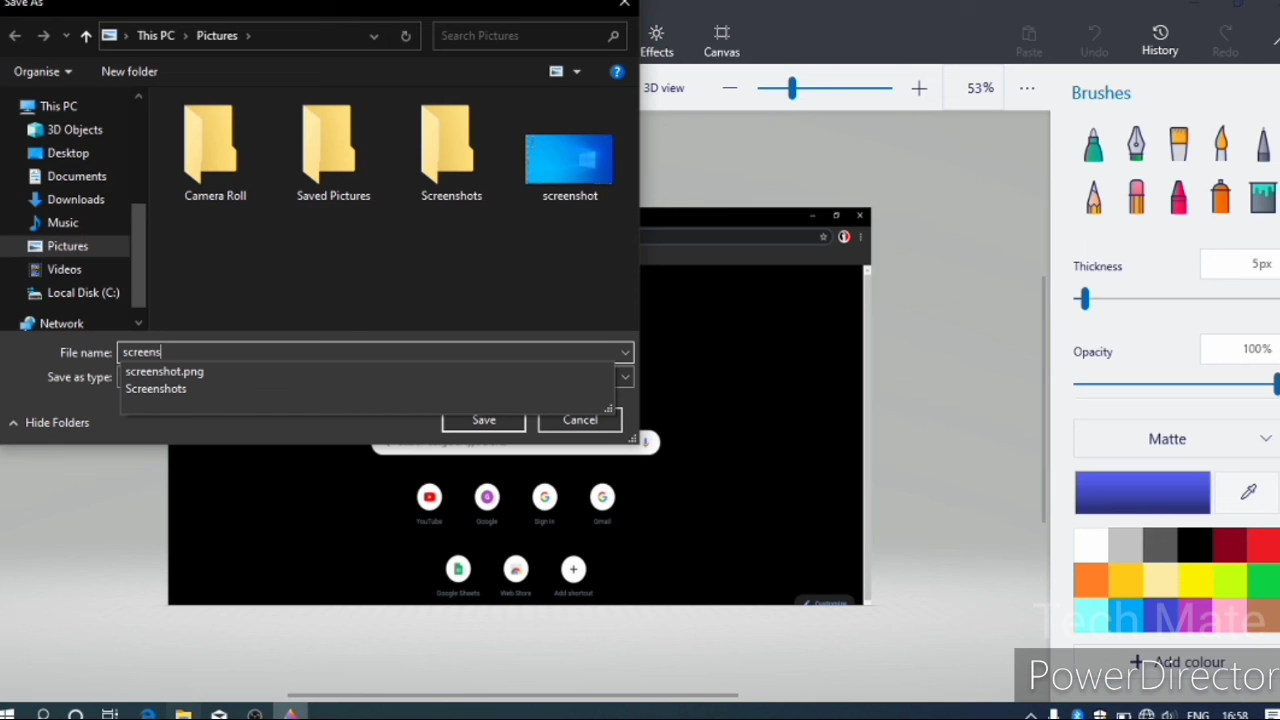 Save As
This PC
Pictures
Search Pictures
Organise
New folder
This PC
3D Objects
Desktop
Documents
Downloads
Music
Pictures
Videos
Local Disk (C:)
Network
Camera Roll
Saved Pictures
Screenshots
screenshot
File name:
screens
Save as type:
screenshot.png
Screenshots
Hide Folders
Save
Cancel
Effects
Canvas
Paste
Undo
History
Redo
3D view
53%
Brushes
Thickness
5px
Opacity
100%
Matte
Add colour
YouTube
Google
Sign in
Gmail
Google Sheets
Web Store
Add shortcut
Customize
Tech Mate
PowerDirector
ENG
16:58